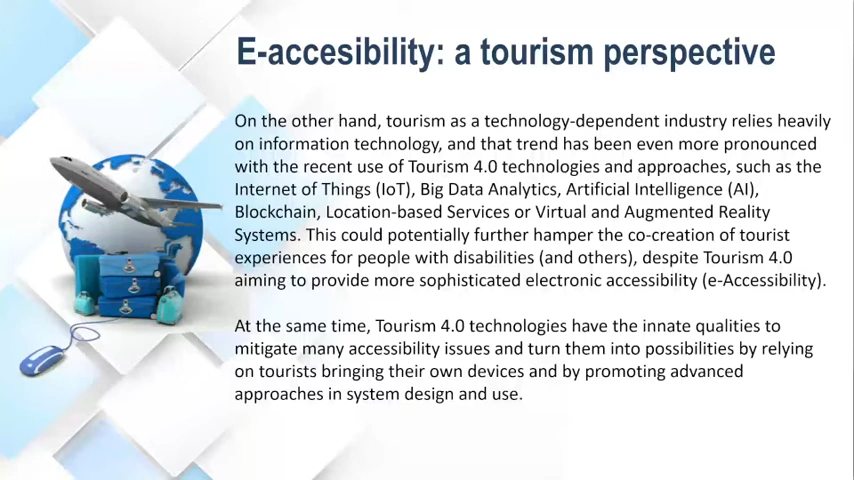 E-accesibility: a tourism perspective
On the other hand, tourism as a technology-dependent industry relies heavily
on information technology, and that trend has been even more pronounced
with the recent use of Tourism 4.0 technologies and approaches, such as the
Internet of Things (IoT), Big Data Analytics, Artificial Intelligence (AI),
Blockchain, Location-based Services or Virtual and Augmented Reality
Systems. This could potentially further hamper the co-creation of tourist
experiences for people with disabilities (and others), despite Tourism 4.0
aiming to provide more sophisticated electronic accessibility (e-Accessibility).
At the same time, Tourism 4.0 technologies have the innate qualities to
mitigate many accessibility issues and turn them into possibilities by relying
on tourists bringing their own devices and by promoting advanced
approaches in system design and use.